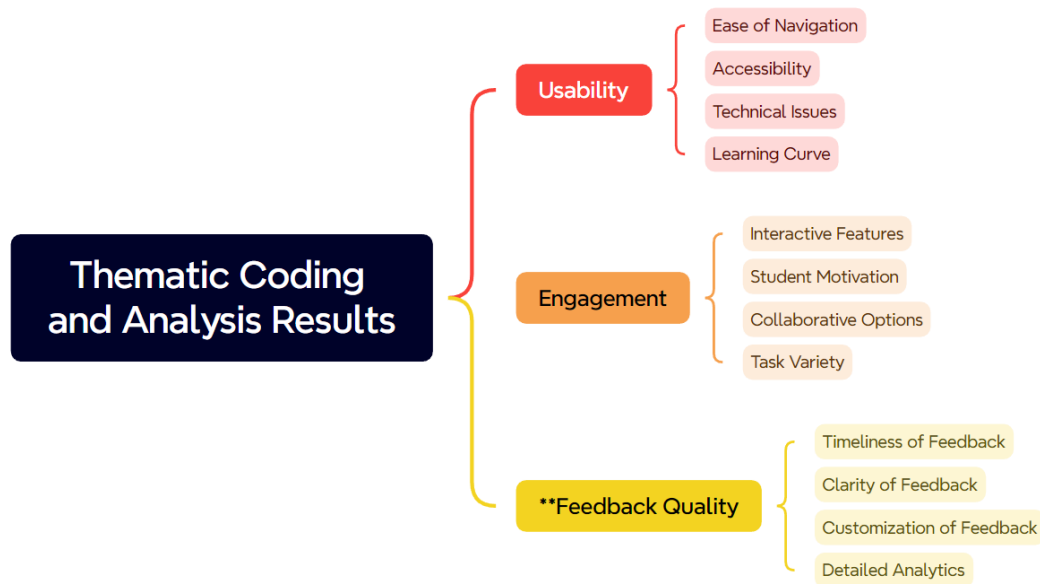 Thematic Coding
and Analysis Results
Usability
Ease of Navigation
Accessibility
Technical Issues
Learning Curve
Engagement
Interactive Features
Student Motivation
Collaborative Options
Task Variety
**Feedback Quality
Timeliness of Feedback
Clarity of Feedback
Customization of Feedback
Detailed Analytics